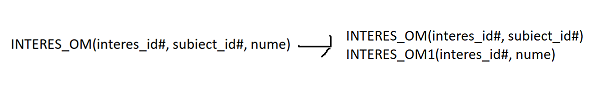 INTERES_OM(interes_id#, subiect_id#, nume)
INTERES_OM(interes_id#, subiect_id#)
INTERES_OM1(interes_id#, nume)